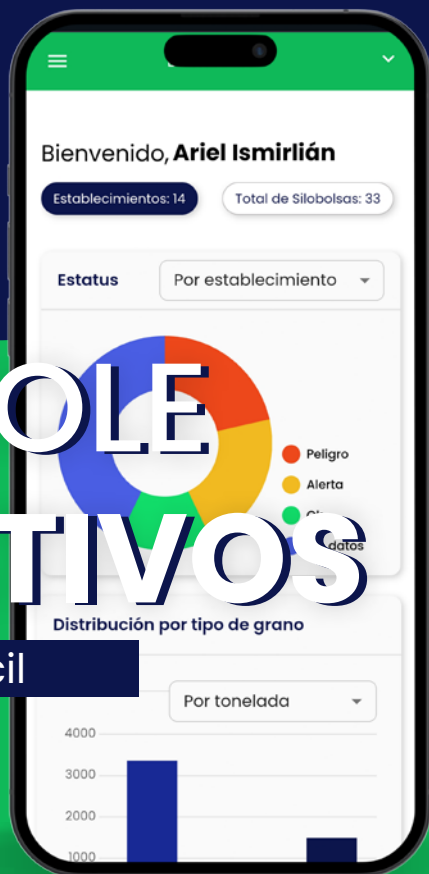 Bienvenido, Ariel Ismirlián
Establecimientos: 14
Total de Silobolsas: 33
Estatus
Por establecimiento
OLE
Peligro
Alerta
TIVOS
datos
Distribución por tipo de grano
cil
Por tonelada
4000
3000
2000
1000